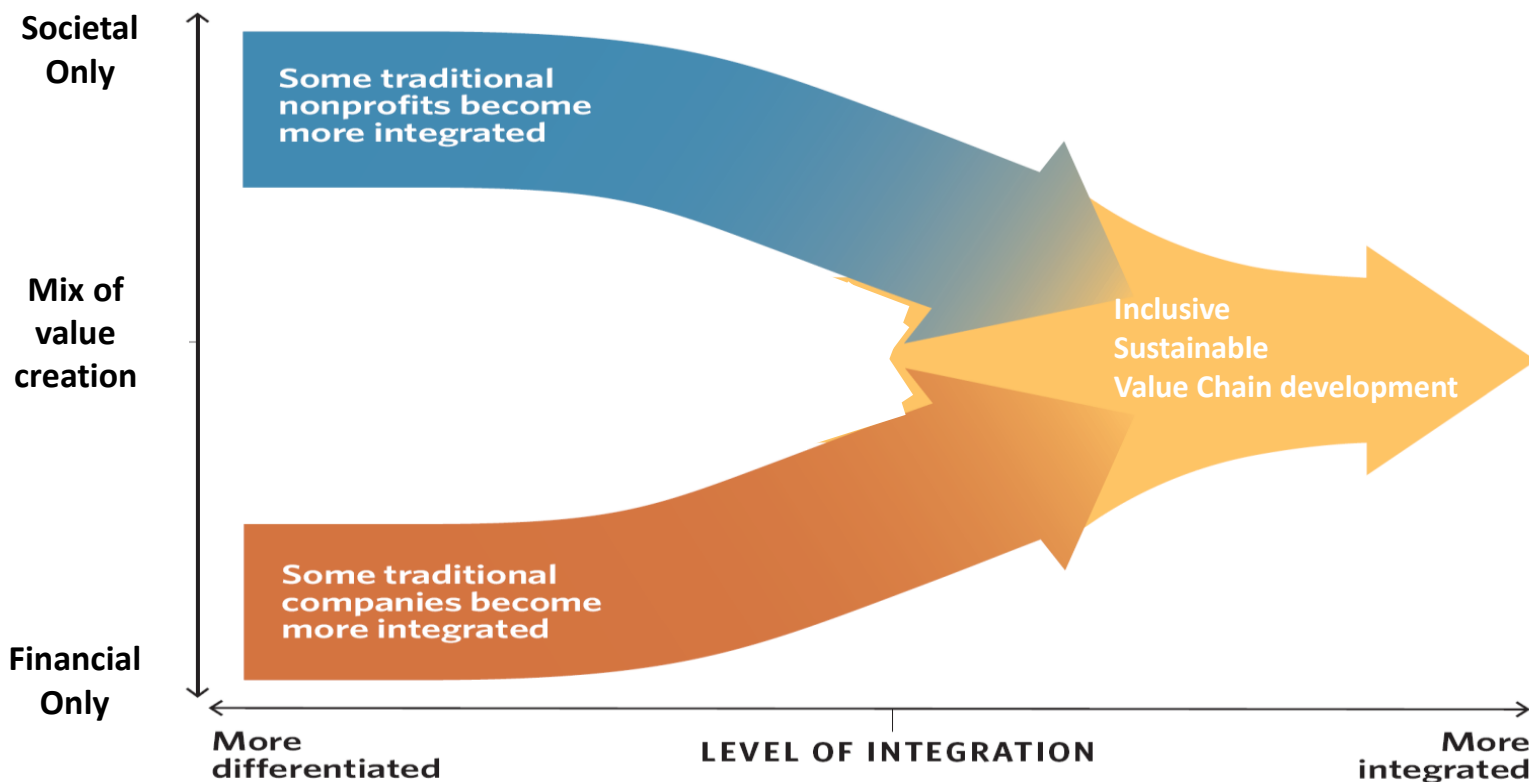 Societal
Only
Some traditional
nonprofits become
more integrated
Mix of
value
creation
Inclusive
Sustainable
Value Chain development
Some traditional
companies become
more integrated
Financial
Only
More
differentiated
LEVEL OF INTEGRATION
More
integrated